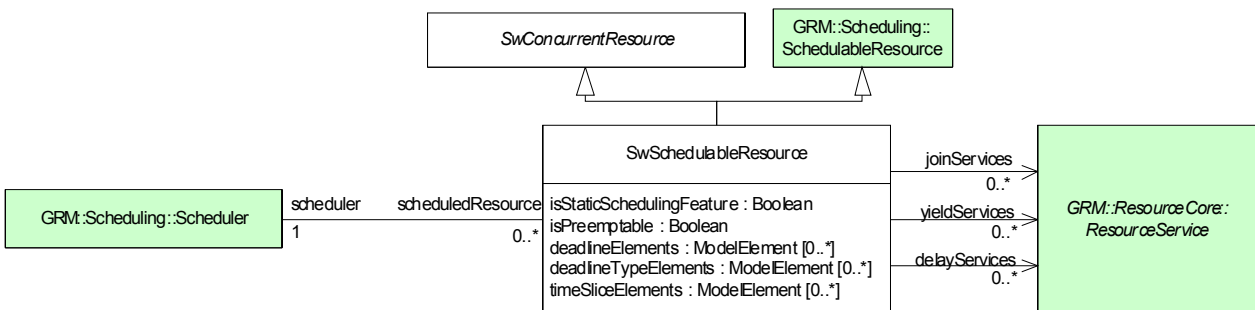 SwConcurrentResource
GRM::Scheduling::
SchedulableResource
SwSchedulableResource
isStaticSchedulingFeature : Boolean
isPreemptable : Boolean
deadlineElements : ModelElement [0..*]
deadlineTypeElements : ModelElement [0..*]
timeSliceElements : ModelElement [0..*]
GRM::Scheduling::Scheduler
scheduler
1
scheduledResource
0..*
joinServices
0..*
yieldServices
0..*
delayServices
0..*
GRM::ResourceCore::
ResourceService